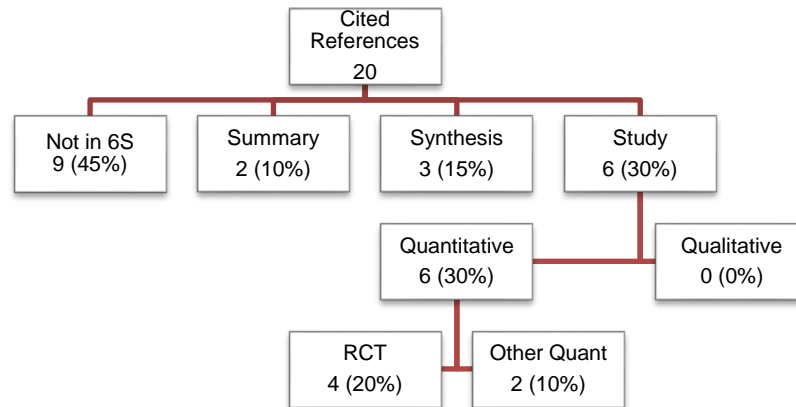 Cited
References
20
Not in 6S
9 (45%)
Summary
2 (10%)
Synthesis
3 (15%)
Study
6 (30%)
Quantitative
6 (30%)
Qualitative
0 (0%)
RCT
4 (20%)
Other Quant
2 (10%)